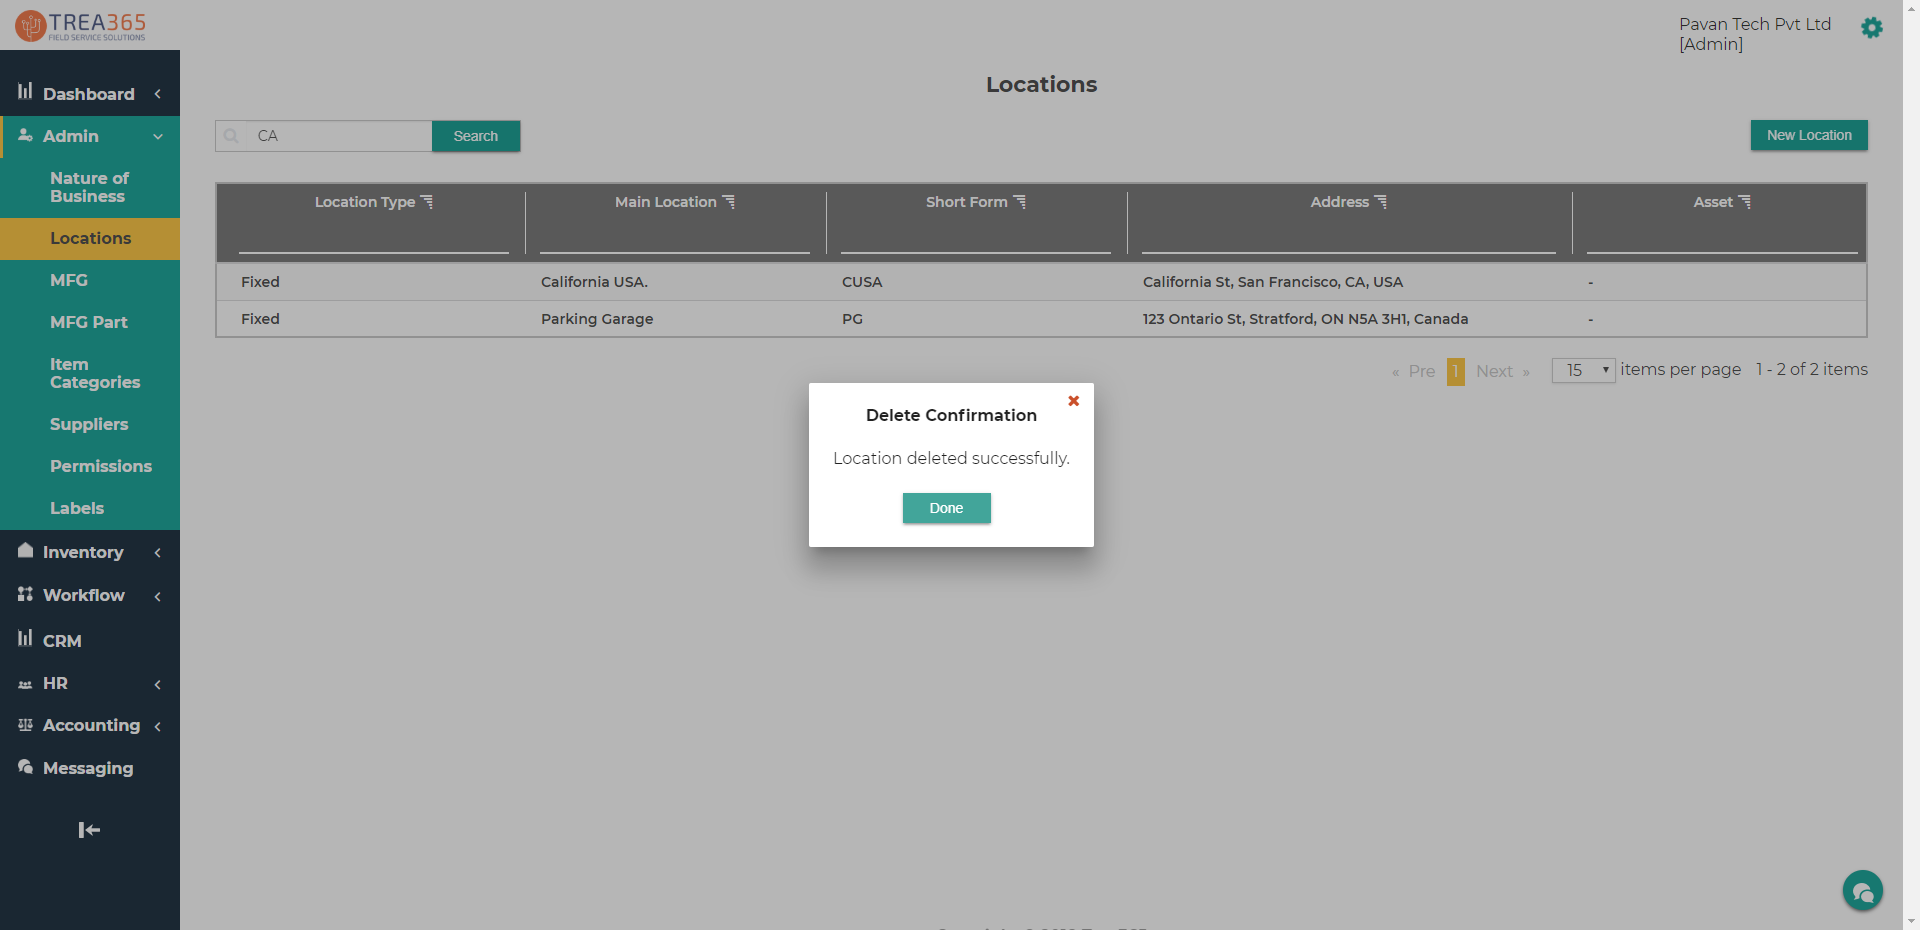 TREA365
FIELD SERVICE SOLUTIONS
Pavan Tech Pvt Ltd
[Admin]
Dashboard
Admin
Nature of
Business
Locations
MFG
MFG Part
Item
Categories
Suppliers
Permissions
Labels
Inventory
Workflow
CRM
HR
Accounting
Messaging
Locations
CA Search New Location
Location Type Main Location Short Form Address Asset
Fixed California USA. CUSA California St, San Francisco, CA, USA -
Fixed Parking Garage PG 123 Ontario St, Stratford, ON N5A 3H1, Canada -
« Pre 1 Next » 15 items per page 1 - 2 of 2 items
Delete Confirmation
Location deleted successfully.
Done